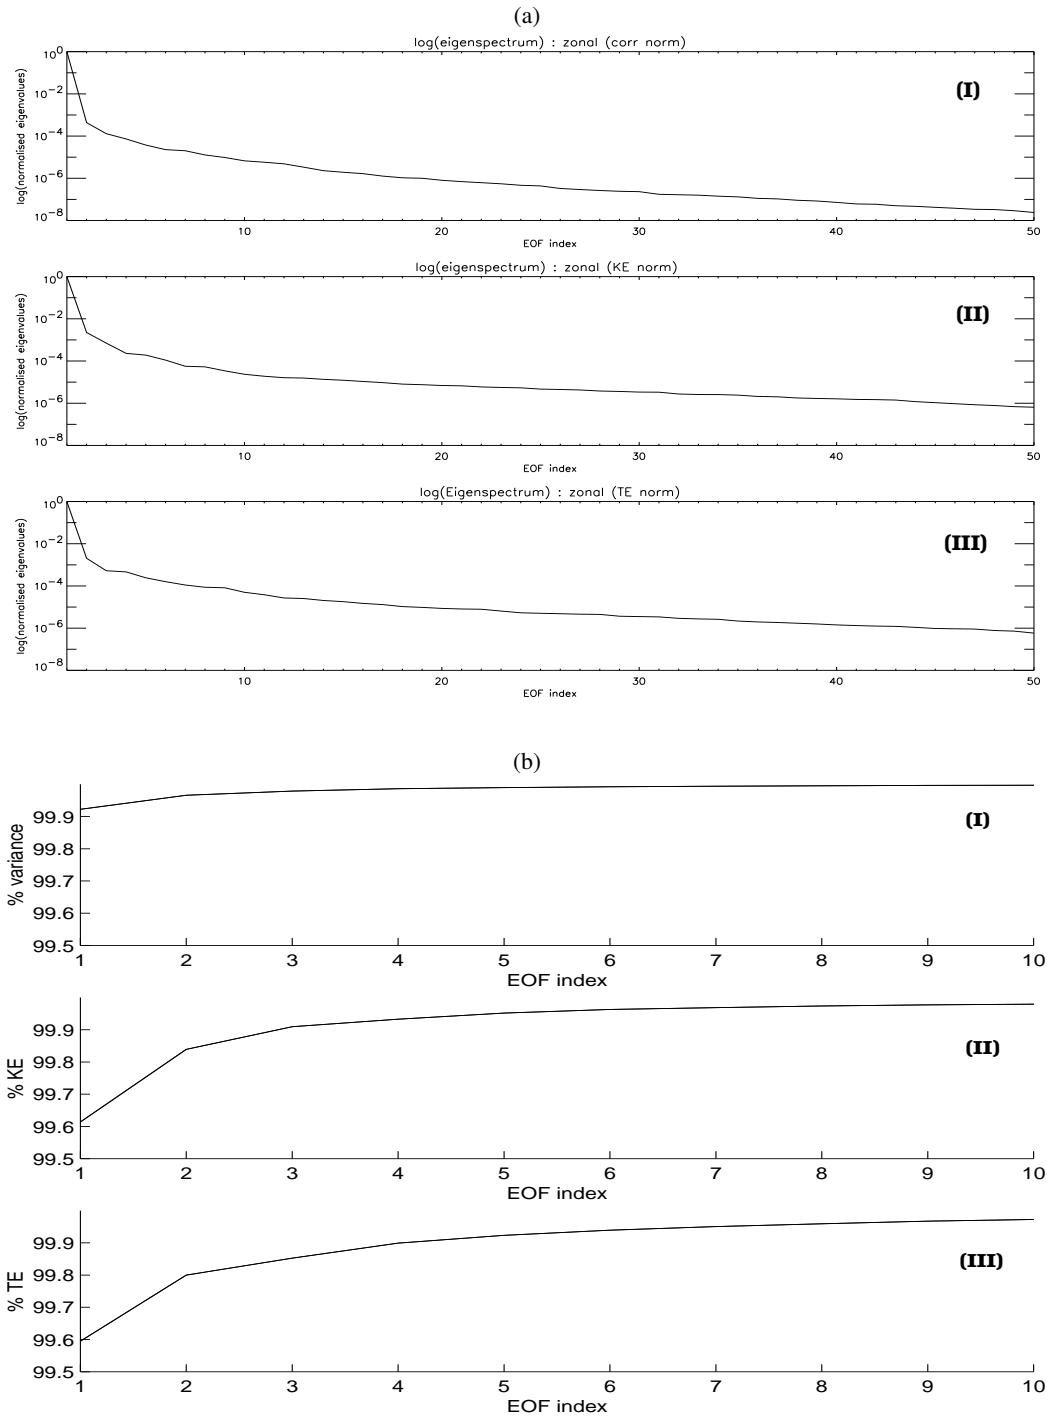 (a)
log(eigenspectrum) : zonal (corr norm)
log(normalised eigenvalues)
10^0
10^-2
10^-4
10^-6
10^-8
(I)
10 20 30 40 50
EOF index
log(eigenspectrum) : zonal (KE norm)
log(normalised eigenvalues)
10^0
10^-2
10^-4
10^-6
10^-8
(II)
10 20 30 40 50
EOF index
log(Eigenspectrum) : zonal (TE norm)
log(normalised eigenvalues)
10^0
10^-2
10^-4
10^-6
10^-8
(III)
10 20 30 40 50
EOF index
(b)
% variance
99.9
99.8
99.7
99.6
99.5
(I)
1 2 3 4 5 6 7 8 9 10
EOF index
% KE
99.9
99.8
99.7
99.6
99.5
(II)
1 2 3 4 5 6 7 8 9 10
EOF index
% TE
99.9
99.8
99.7
99.6
99.5
(III)
1 2 3 4 5 6 7 8 9 10
EOF index